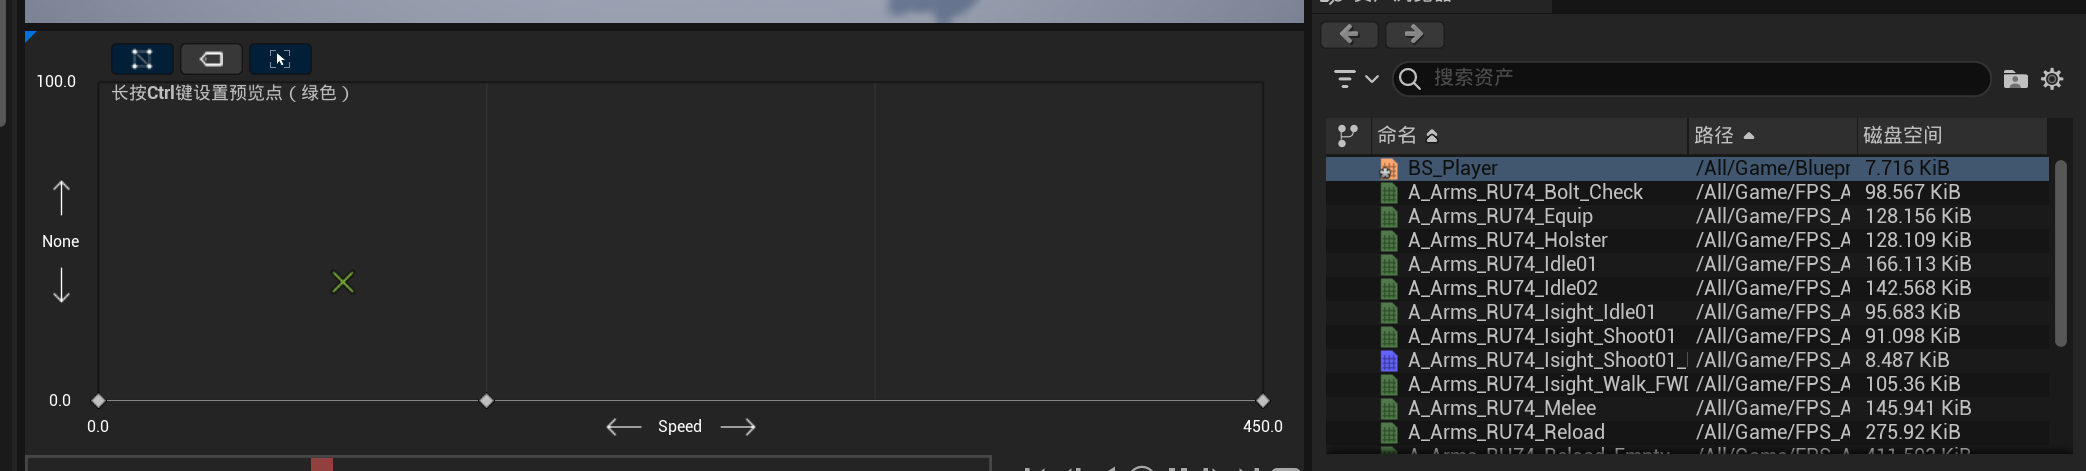 100.0
长按Ctrl键设置预览点（绿色）
None
0.0
0.0
Speed
450.0
搜索资产
命名 路径 磁盘空间
BS_Player /All/Game/Bluepr 7.716 KiB
A_Arms_RU74_Bolt_Check /All/Game/FPS_A 98.567 KiB
A_Arms_RU74_Equip /All/Game/FPS_A 128.156 KiB
A_Arms_RU74_Holster /All/Game/FPS_A 128.109 KiB
A_Arms_RU74_Idle01 /All/Game/FPS_A 166.113 KiB
A_Arms_RU74_Idle02 /All/Game/FPS_A 142.568 KiB
A_Arms_RU74_Isight_Idle01 /All/Game/FPS_A 95.683 KiB
A_Arms_RU74_Isight_Shoot01 /All/Game/FPS_A 91.098 KiB
A_Arms_RU74_Isight_Shoot01_ /All/Game/FPS_A 8.487 KiB
A_Arms_RU74_Isight_Walk_FWD /All/Game/FPS_A 105.36 KiB
A_Arms_RU74_Melee /All/Game/FPS_A 145.941 KiB
A_Arms_RU74_Reload /All/Game/FPS_A 275.92 KiB